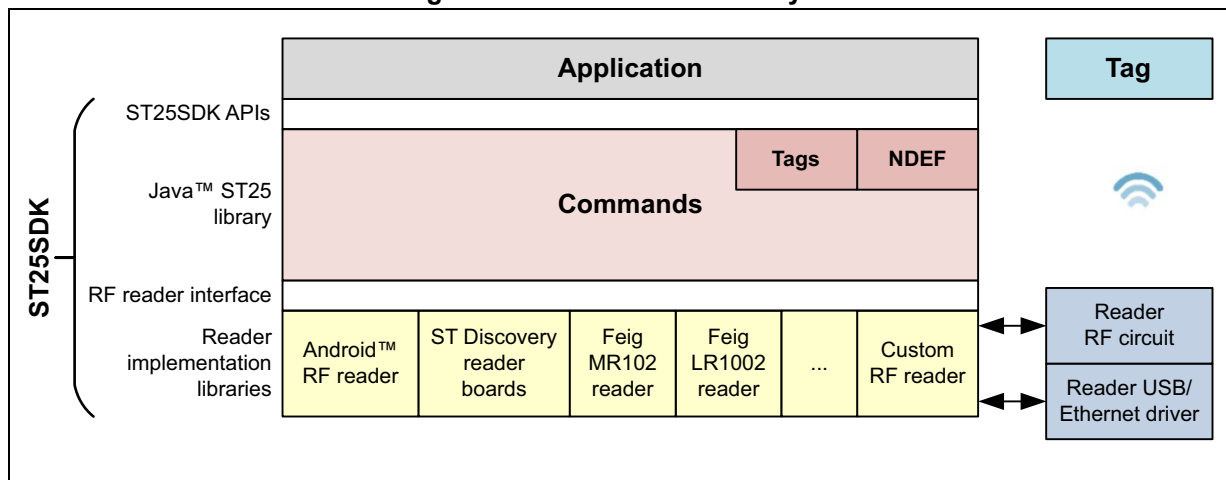 Application
Tag
ST25SDK APIs
Tags
NDEF
Java™ ST25
library
Commands
ST25SDK
RF reader interface
Reader
implementation
libraries
Android™
RF reader
ST Discovery
reader
boards
Feig
MR102
reader
Feig
LR1002
reader
...
Custom
RF reader
Reader
RF circuit
Reader USB/
Ethernet driver